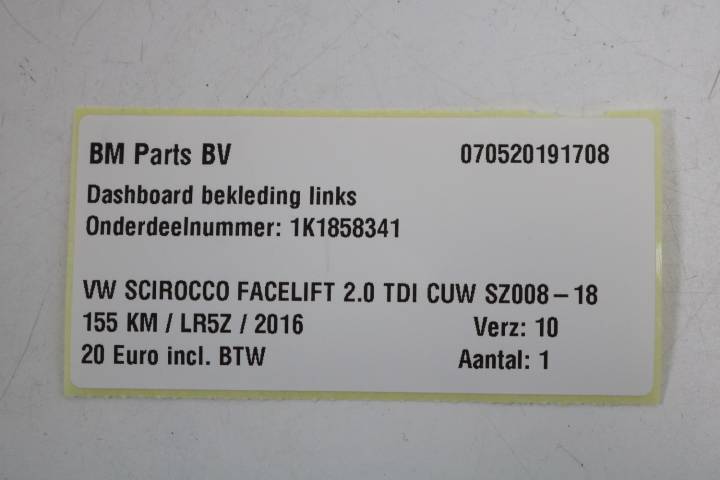 BM Parts BV 070520191708
Dashboard bekleding links
Onderdeelnummer: 1K1858341
VW SCIROCCO FACELIFT 2.0 TDI CUW SZ008-18
155 KM / LR5Z / 2016 Verz: 10
20 Euro incl. BTW Aantal: 1